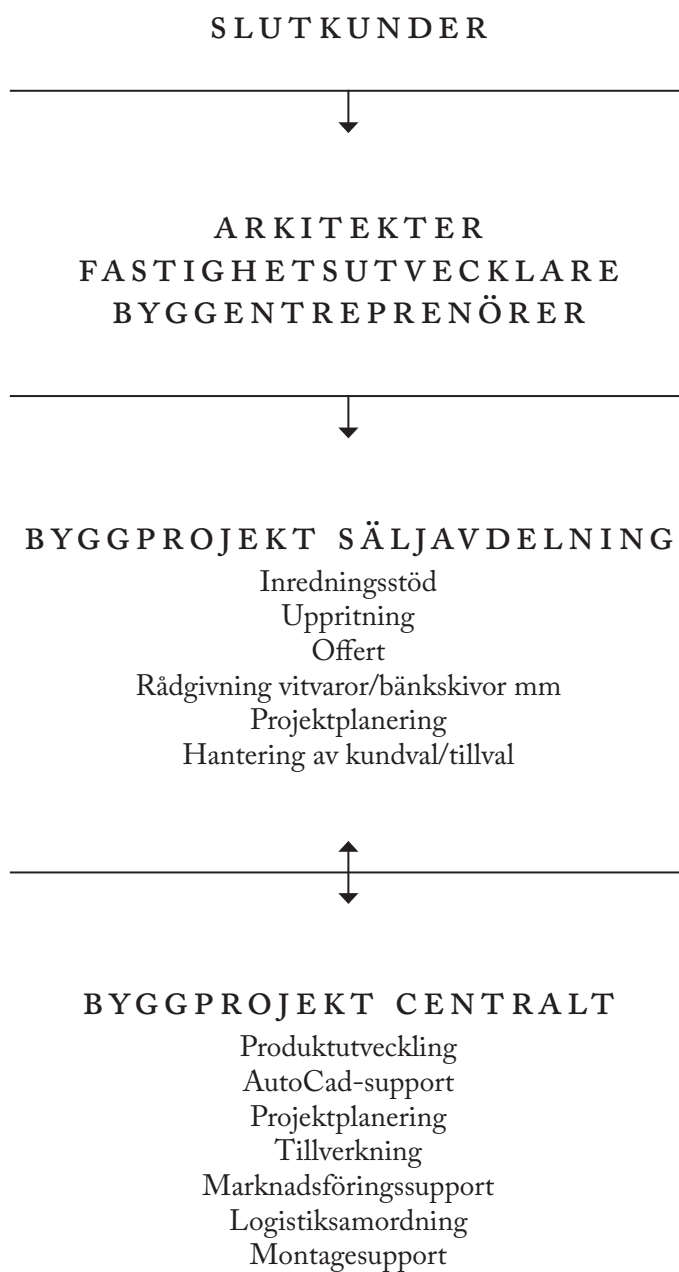 SLUTKUNDER
ARKITEKTER
FASTIGHETSUTVECKLARE
BYGGENTREPRENÖRER
BYGGPROJEKT SÄLJAVDELNING
Inredningsstöd
Uppritning
Offert
Rådgivning vitvaror/bänkskivor mm
Projektplanering
Hantering av kundval/tillval
BYGGPROJEKT CENTRALT
Produktutveckling
AutoCad-support
Projektplanering
Tillverkning
Marknadsföringssupport
Logistiksamordning
Montagesupport